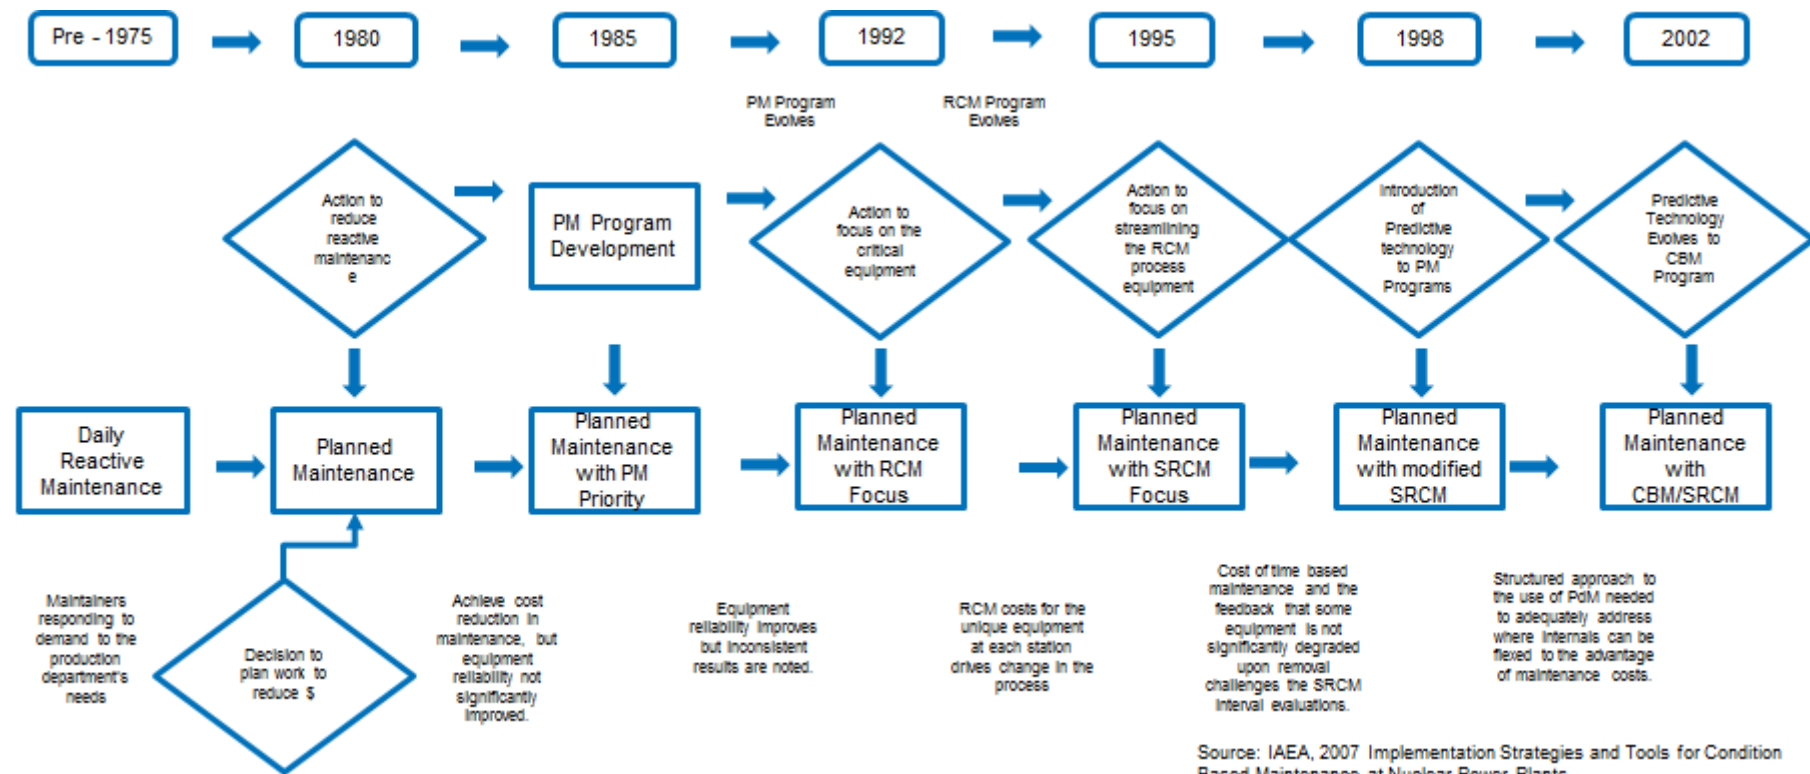 Pre - 1975
1980
1985
1992
1995
1998
2002
PM Program
Evolves
RCM Program
Evolves
Action to
reduce
reactive
maintenanc
e
PM Program
Development
Action to
focus on the
critical
equipment
Action to
focus on
streamlining
the RCM
process
equipment
Introduction
of
Predictive
technology
to PM
Programs
Predictive
Technology
Evolves to
CBM
Program
Daily
Reactive
Maintenance
Planned
Maintenance
Planned
Maintenance
with PM
Priority
Planned
Maintenance
with RCM
Focus
Planned
Maintenance
with SRCM
Focus
Planned
Maintenance
with modified
SRCM
Planned
Maintenance
with
CBM/SRCM
Maintainers
responding to
demand to the
production
department's
needs
Decision to
plan work to
reduce $
Achieve cost
reduction in
maintenance, but
equipment
reliability not
significantly
improved.
Equipment
reliability improves
but inconsistent
results are noted.
RCM costs for the
unique equipment
at each station
drives change in the
process
Cost of time based
maintenance and the
feedback that some
equipment is not
significantly degraded
upon removal
challenges the SRCM
interval evaluations.
Structured approach to
the use of PdM needed
to adequately address
where internals can be
flexed to the advantage
of maintenance costs.
Source: IAEA, 2007 Implementation Strategies and Tools for Condition
Based Maintenance at Nuclear Power Plants